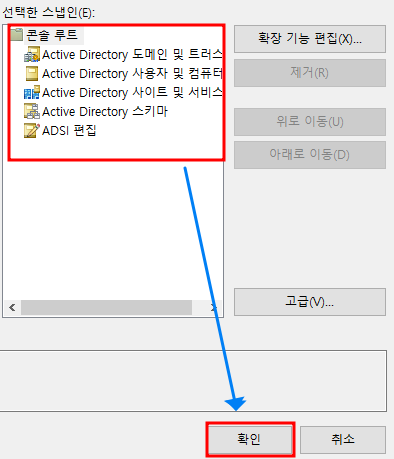 선택한 스냅인(E):
콘솔 루트
Active Directory 도메인 및 트러스
Active Directory 사용자 및 컴퓨터
Active Directory 사이트 및 서비스
Active Directory 스키마
ADSI 편집
확장 기능 편집(X)...
제거(R)
위로 이동(U)
아래로 이동(D)
고급(V)...
확인
취소